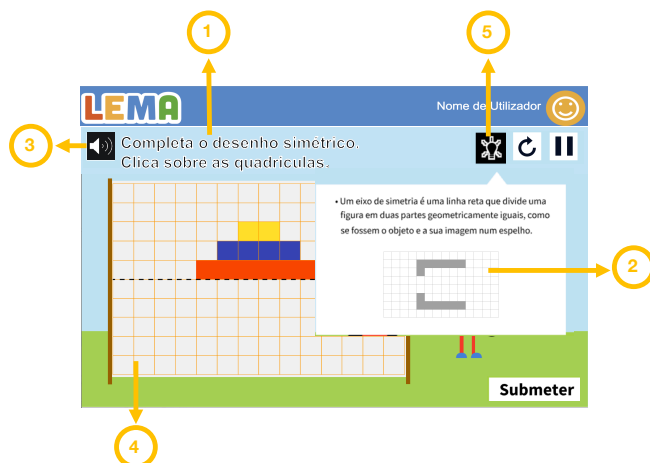 1
5
LEMA
Nome de Utilizador
3
Completa o desenho simétrico.
Clica sobre as quadriculas.
• Um eixo de simetria é uma linha reta que divide uma
figura em duas partes geometricamente iguais, como
se fossem o objeto e a sua imagem num espelho.
2
Submeter
4